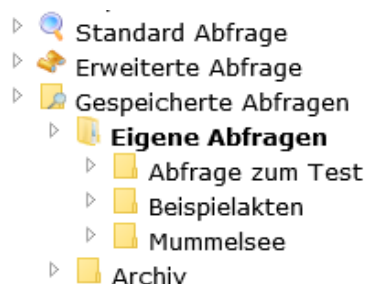 Standard Abfrage
Erweiterte Abfrage
Gespeicherte Abfragen
Eigene Abfragen
Abfrage zum Test
Beispielakten
Mummelsee
Archiv